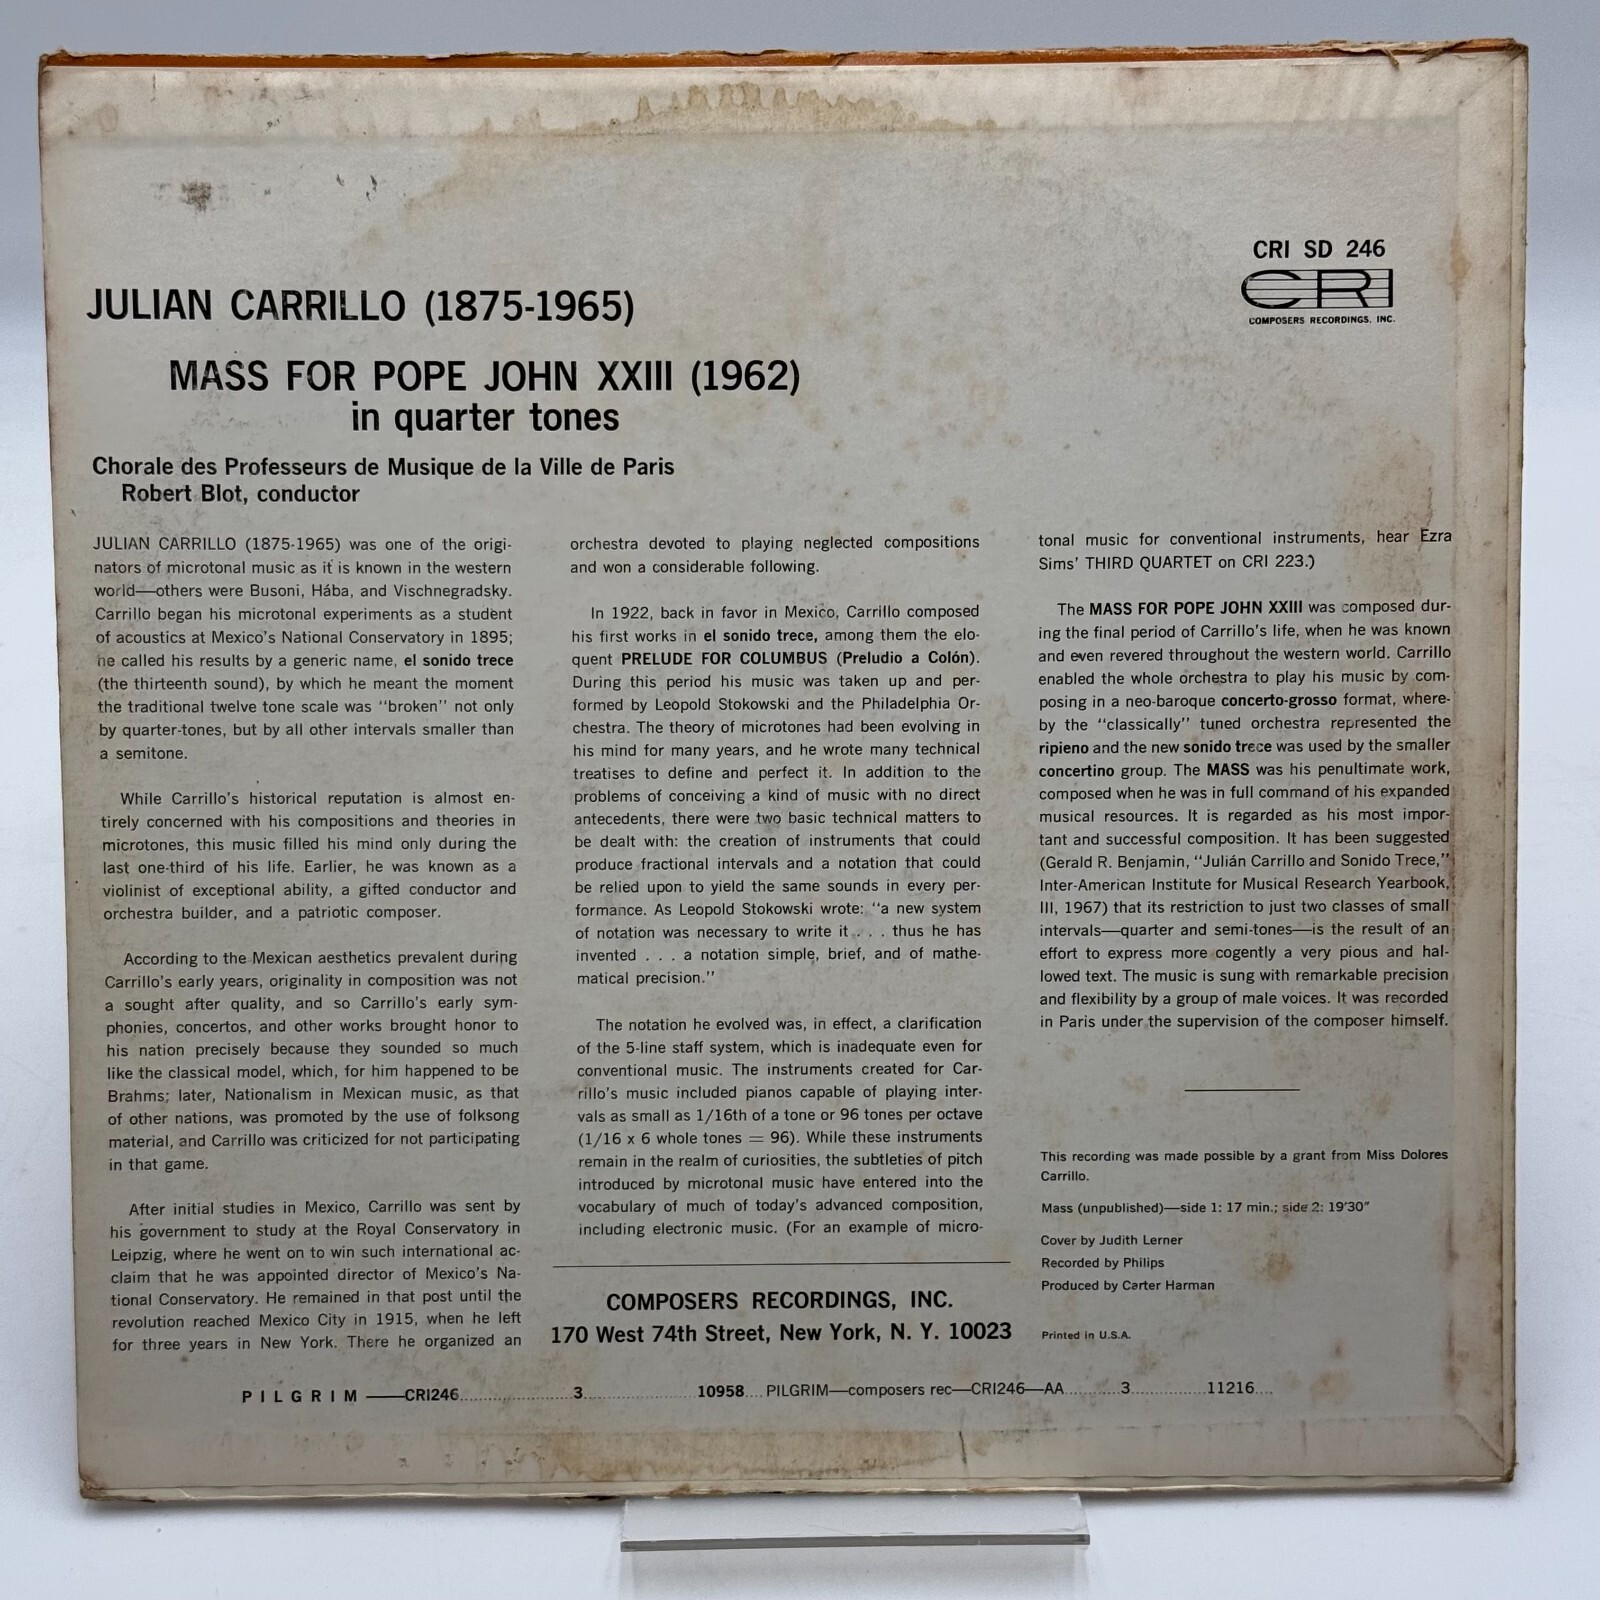 CRI SD 246
CRI
COMPOSERS RECORDINGS, INC.
JULIAN CARRILLO (1875-1965)
MASS FOR POPE JOHN XXIII (1962)
in quarter tones
Chorale des Professeurs de Musique de la Ville de Paris
Robert Blot, conductor
JULIAN CARRILLO (1875-1965) was one of the origi-
nators of microtonal music as it is known in the western
world—others were Busoni, Hába, and Vischnegradsky.
Carrillo began his microtonal experiments as a student
of acoustics at Mexico's National Conservatory in 1895;
he called his results by a generic name, el sonido trece
(the thirteenth sound), by which he meant the moment
the traditional twelve tone scale was "broken" not only
by quarter-tones, but by all other intervals smaller than
a semitone.
While Carrillo's historical reputation is almost en-
tirely concerned with his compositions and theories in
microtones, this music filled his mind only during the
last one-third of his life. Earlier, he was known as a
violinist of exceptional ability, a gifted conductor and
orchestra builder, and a patriotic composer.
According to the Mexican aesthetics prevalent during
Carrillo's early years, originality in composition was not
a sought after quality, and so Carrillo's early sym-
phonies, concertos, and other works brought honor to
his nation precisely because they sounded so much
like the classical model, which, for him happened to be
Brahms; later, Nationalism in Mexican music, as that
of other nations, was promoted by the use of folksong
material, and Carrillo was criticized for not participating
in that game.
After initial studies in Mexico, Carrillo was sent by
his government to study at the Royal Conservatory in
Leipzig, where he went on to win such international ac-
claim that he was appointed director of Mexico's Na-
tional Conservatory. He remained in that post until the
revolution reached Mexico City in 1915, when he left
for three years in New York. There he organized an
orchestra devoted to playing neglected compositions
and won a considerable following.
In 1922, back in favor in Mexico, Carrillo composed
his first works in el sonido trece, among them the elo-
quent PRELUDE FOR COLUMBUS (Preludio a Colón).
During this period his music was taken up and per-
formed by Leopold Stokowski and the Philadelphia Or-
chestra. The theory of microtones had been evolving in
his mind for many years, and he wrote many technical
treatises to define and perfect it. In addition to the
problems of conceiving a kind of music with no direct
antecedents, there were two basic technical matters to
be dealt with: the creation of instruments that could
produce fractional intervals and a notation that could
be relied upon to yield the same sounds in every per-
formance. As Leopold Stokowski wrote: "a new system
of notation was necessary to write it . . . thus he has
invented . . . a notation simple, brief, and of mathe-
matical precision."
The notation he evolved was, in effect, a clarification
of the 5-line staff system, which is inadequate even for
conventional music. The instruments created for Car-
rillo's music included pianos capable of playing inter-
vals as small as 1/16th of a tone or 96 tones per octave
(1/16 x 6 whole tones = 96). While these instruments
remain in the realm of curiosities, the subtleties of pitch
introduced by microtonal music have entered into the
vocabulary of much of today's advanced composition,
including electronic music. (For an example of micro-
tonal music for conventional instruments, hear Ezra
Sims' THIRD QUARTET on CRI 223.)
The MASS FOR POPE JOHN XXIII was composed dur-
ing the final period of Carrillo's life, when he was known
and even revered throughout the western world. Carrillo
enabled the whole orchestra to play his music by com-
posing in a neo-baroque concerto-grosso format, where-
by the "classically" tuned orchestra represented the
ripieno and the new sonido trece was used by the smaller
concertino group. The MASS was his penultimate work,
composed when he was in full command of his expanded
musical resources. It is regarded as his most impor-
tant and successful composition. It has been suggested
(Gerald R. Benjamin, "Julián Carrillo and Sonido Trece,"
Inter-American Institute for Musical Research Yearbook,
III, 1967) that its restriction to just two classes of small
intervals—quarter and semi-tones—is the result of an
effort to express more cogently a very pious and hal-
lowed text. The music is sung with remarkable precision
and flexibility by a group of male voices. It was recorded
in Paris under the supervision of the composer himself.
This recording was made possible by a grant from Miss Dolores
Carrillo.
Mass (unpublished)—side 1: 17 min.; side 2: 19'30"
Cover by Judith Lerner
Recorded by Philips
Produced by Carter Harman
Printed in U.S.A.
COMPOSERS RECORDINGS, INC.
170 West 74th Street, New York, N. Y. 10023
PILGRIM ——CRI246..........................3..........................10958.... PILGRIM—composers rec—CRI246—AA............3..............11216....